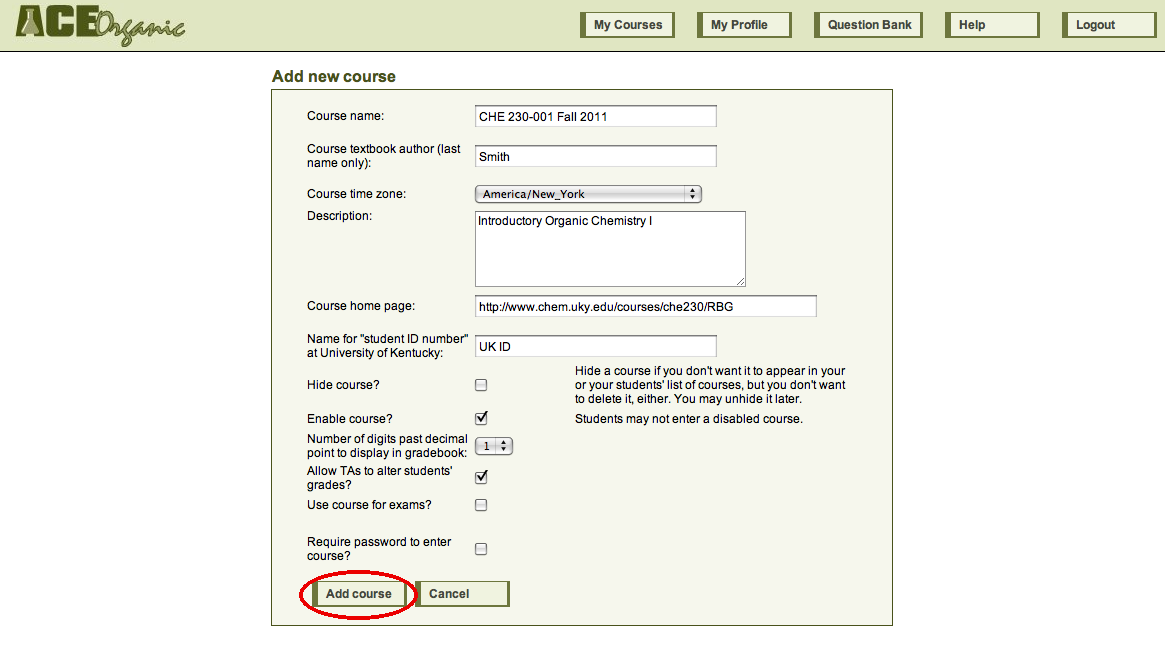 ACE Organic
My Courses
My Profile
Question Bank
Help
Logout
Add new course
Course name:
CHE 230-001 Fall 2011
Course textbook author (last
name only):
Smith
Course time zone:
America/New_York
Description:
Introductory Organic Chemistry I
Course home page:
http://www.chem.uky.edu/courses/che230/RBG
Name for "student ID number"
at University of Kentucky:
UK ID
Hide course?
Hide a course if you don't want it to appear in your
or your students' list of courses, but you don't want
to delete it, either. You may unhide it later.
Enable course?
Students may not enter a disabled course.
Number of digits past decimal
point to display in gradebook:
1
Allow TAs to alter students'
grades?
Use course for exams?
Require password to enter
course?
Add course
Cancel